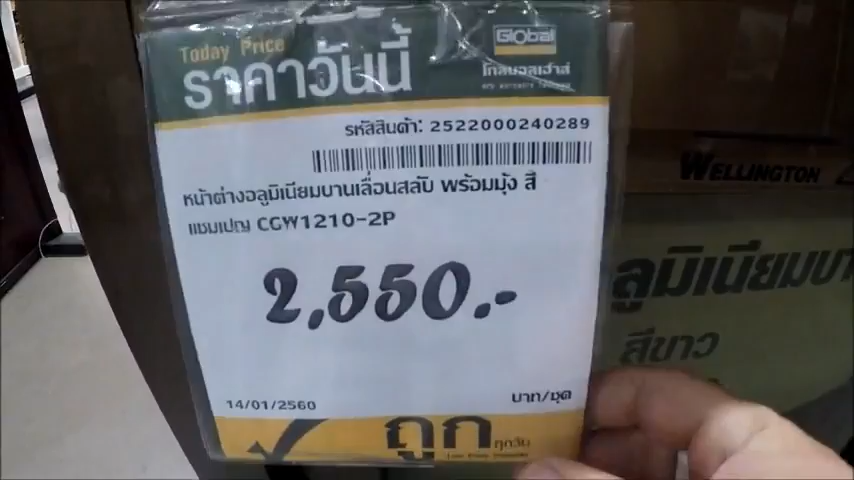 Today Price
ราคาวันนี้
Global
โกลบอลเฮ้าส์
รหัสสินค้า: 2522000240289
หน้าต่างอลูมิเนียมบานเลื่อนสลับ พร้อมมุ้ง สี
แชมเปญ CGW1210-2P
2,550.-
14/01/2560
บาท/ชุด
ถูก
ทุกวัน
WELLINGTON
ลูมิเนียมบา
สีขาว